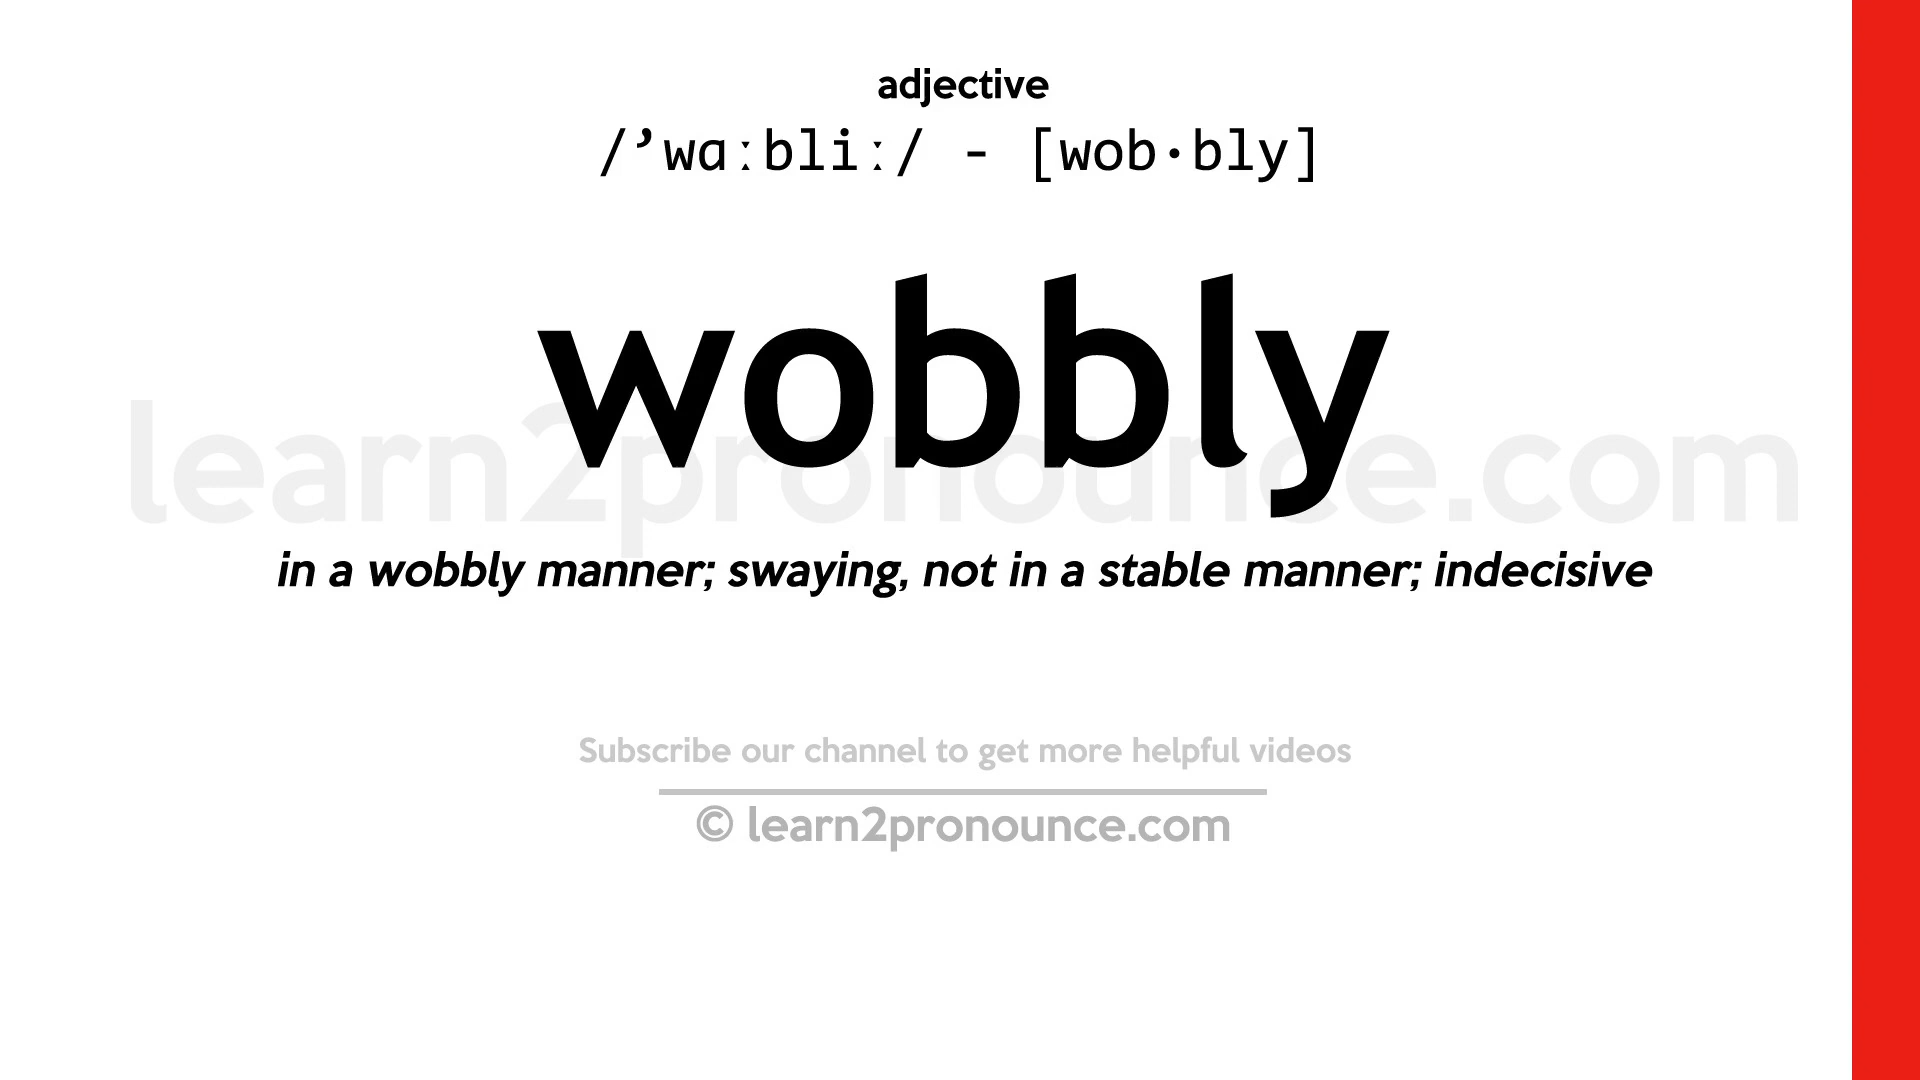 adjective
/’wɑːbliː/ - [wob·bly]
wobbly
learn2pronounce.com
in a wobbly manner; swaying, not in a stable manner; indecisive
Subscribe our channel to get more helpful videos
© learn2pronounce.com